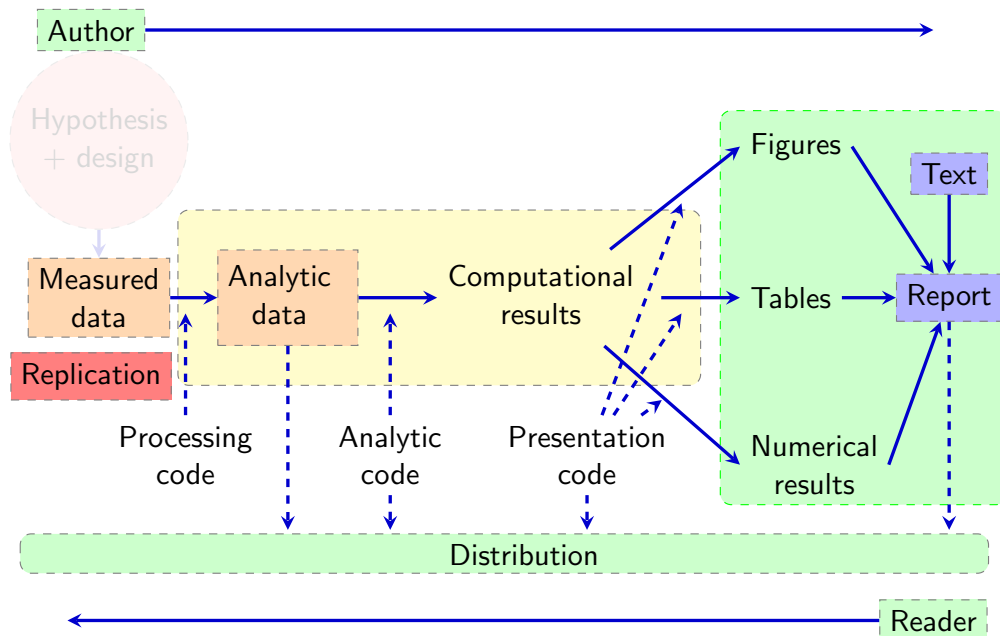 Author
Hypothesis
+ design
Figures
Text
Measured
data
Analytic
data
Computational
results
Tables
Report
Replication
Processing
code
Analytic
code
Presentation
code
Numerical
results
Distribution
Reader